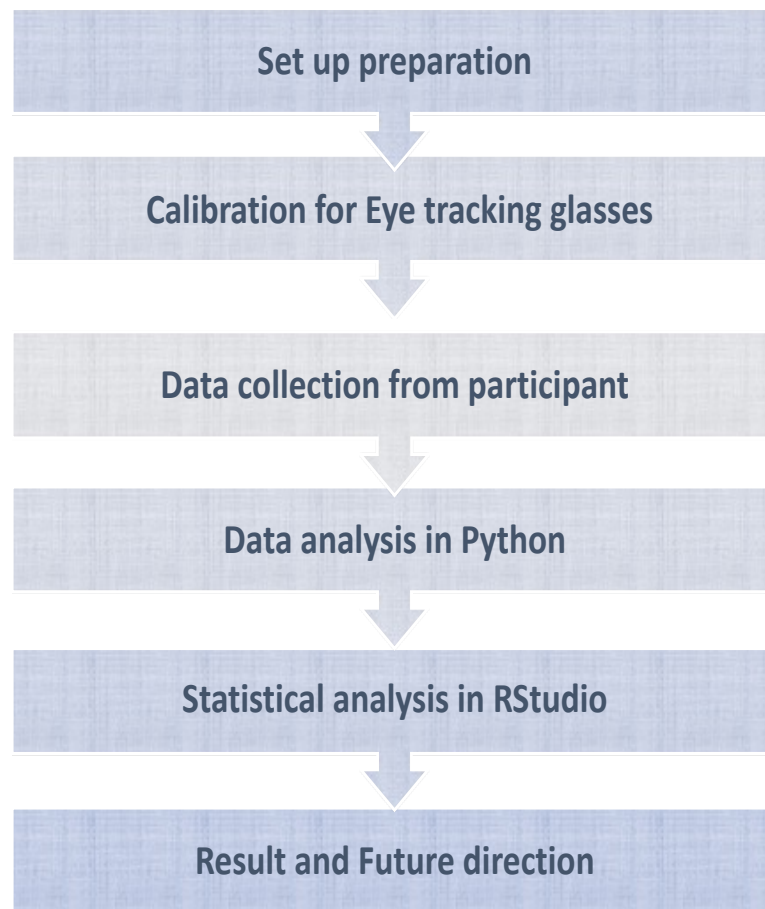 Set up preparation
Calibration for Eye tracking glasses
Data collection from participant
Data analysis in Python
Statistical analysis in RStudio
Result and Future direction